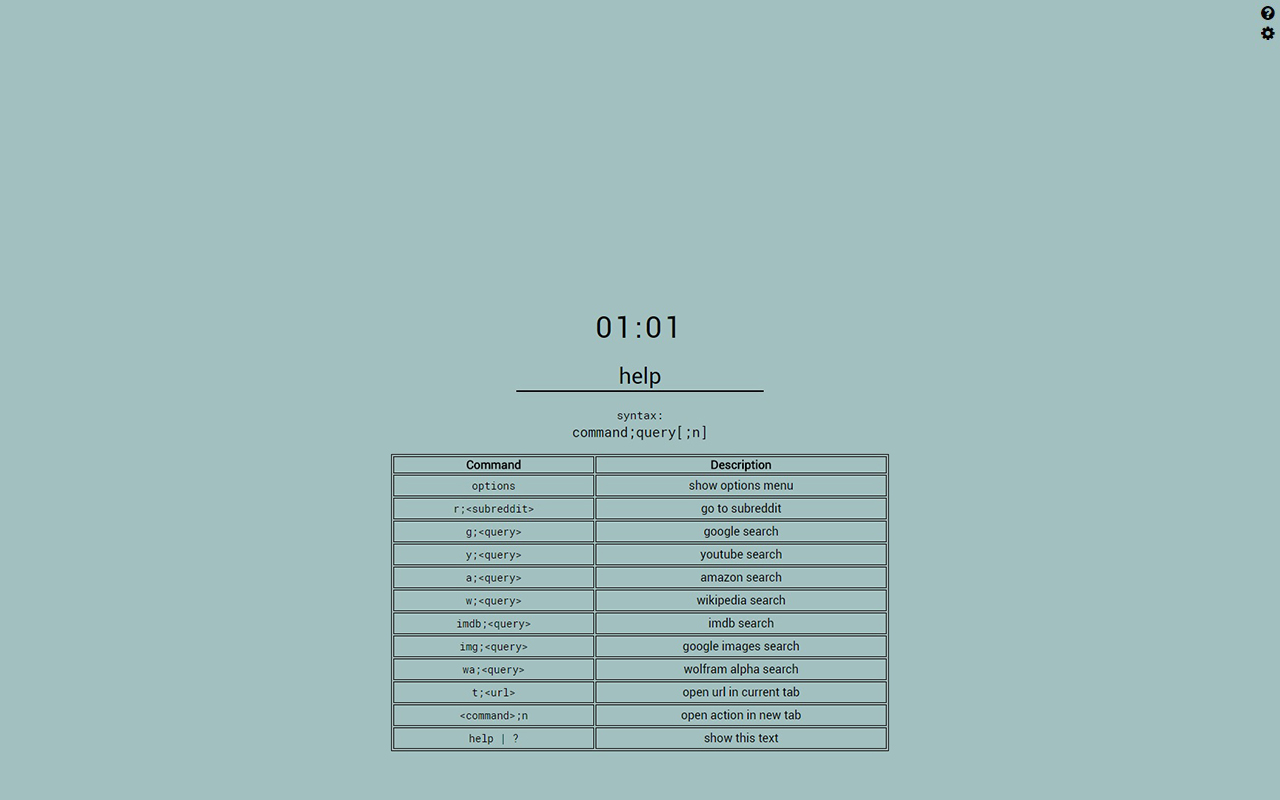 01:01
help
syntax:
command;query[;n]
Command Description
options show options menu
r;<subreddit> go to subreddit
g;<query> google search
y;<query> youtube search
a;<query> amazon search
w;<query> wikipedia search
imdb;<query> imdb search
img;<query> google images search
wa;<query> wolfram alpha search
t;<url> open url in current tab
<command>;n open action in new tab
help | ? show this text